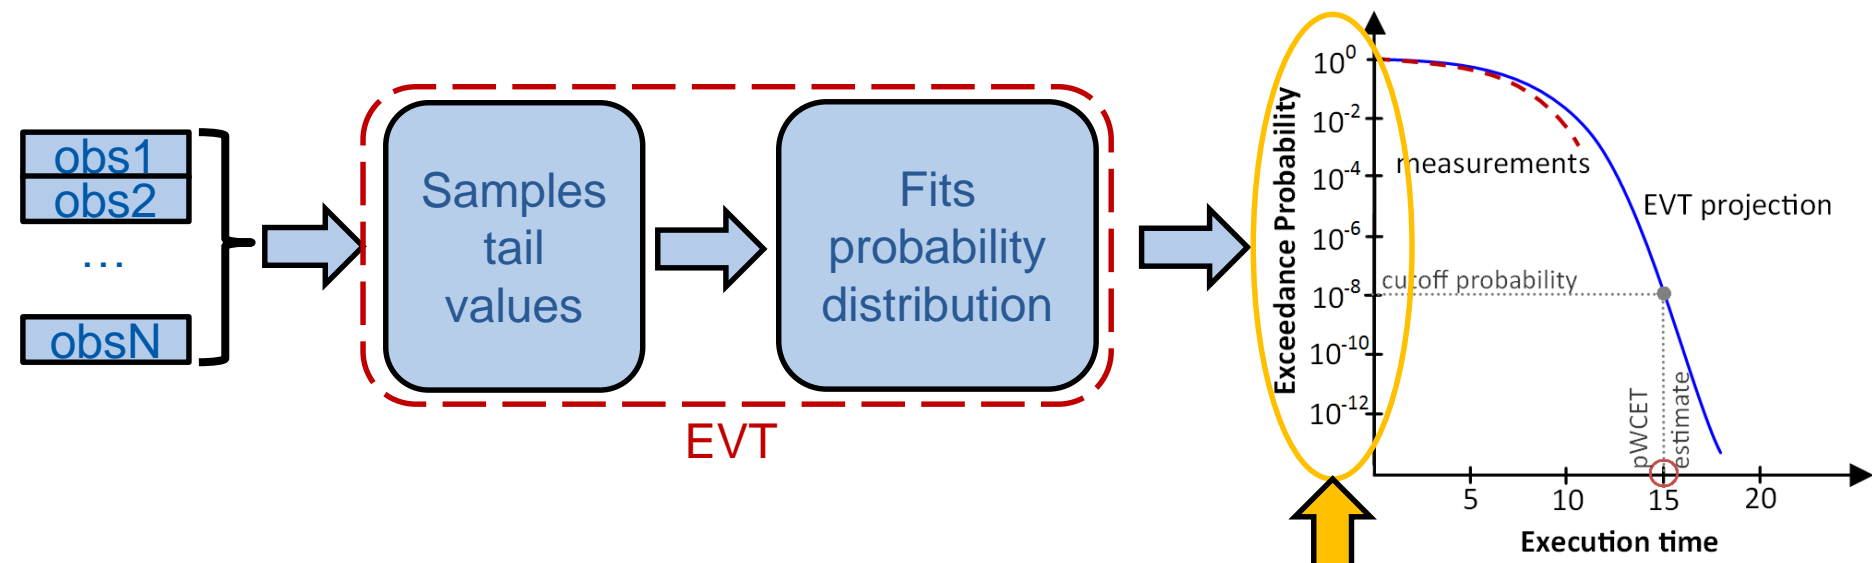 obs1
obs2
...
obsN
Samples
tail
values
Fits
probability
distribution
EVT
Exceedance Probability
10^0
10^-2
10^-4
10^-6
10^-8
10^-10
10^-12
measurements
EVT projection
cutoff probability
pWCET
estimate
5
10
15
20
Execution time